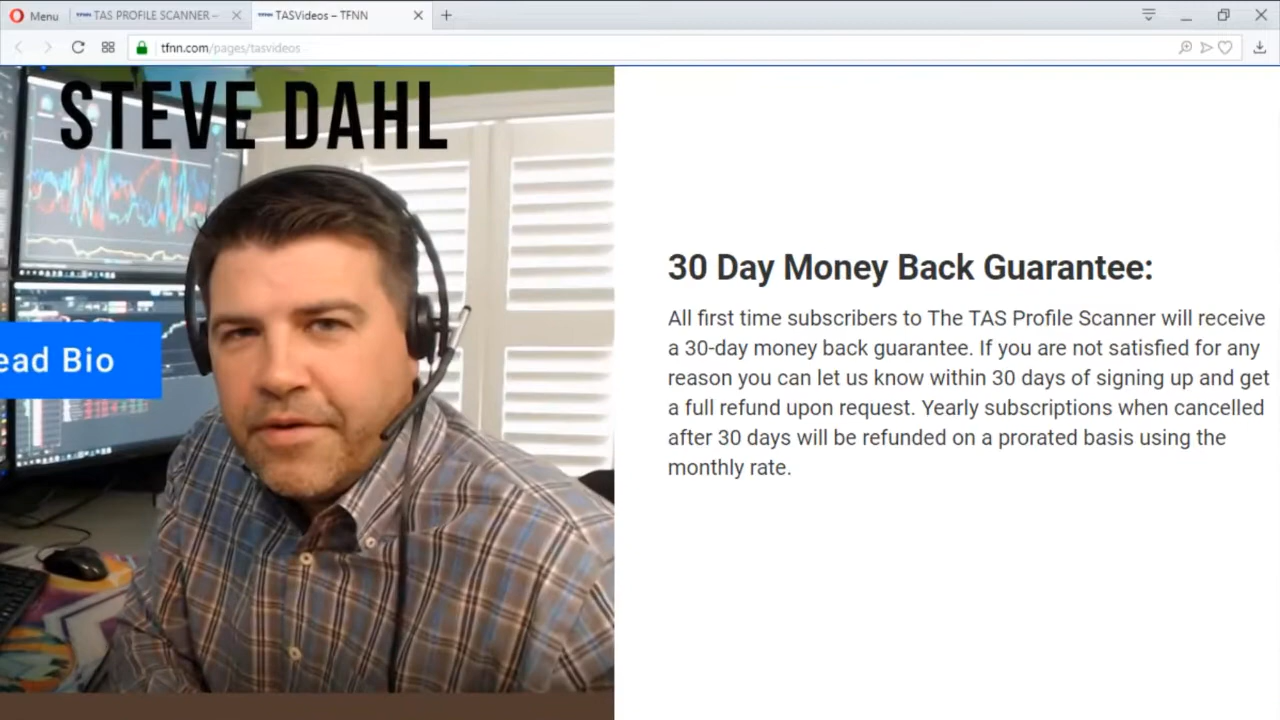 Menu
TAS PROFILE SCANNER –
TASVideos – TFNN
tfnn.com/pages/tasvideos
STEVE DAHL
ead Bio
30 Day Money Back Guarantee:
All first time subscribers to The TAS Profile Scanner will receive
a 30-day money back guarantee. If you are not satisfied for any
reason you can let us know within 30 days of signing up and get
a full refund upon request. Yearly subscriptions when cancelled
after 30 days will be refunded on a prorated basis using the
monthly rate.